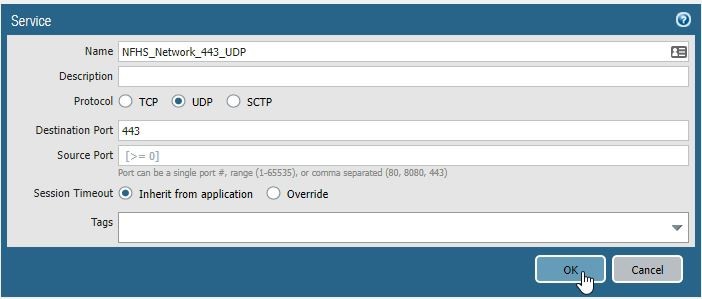 Service
Name NFHS_Network_443_UDP
Description
Protocol TCP UDP SCTP
Destination Port 443
Source Port [>= 0]
Port can be a single port #, range (1-65535), or comma separated (80, 8080, 443)
Session Timeout Inherit from application Override
Tags
OK Cancel